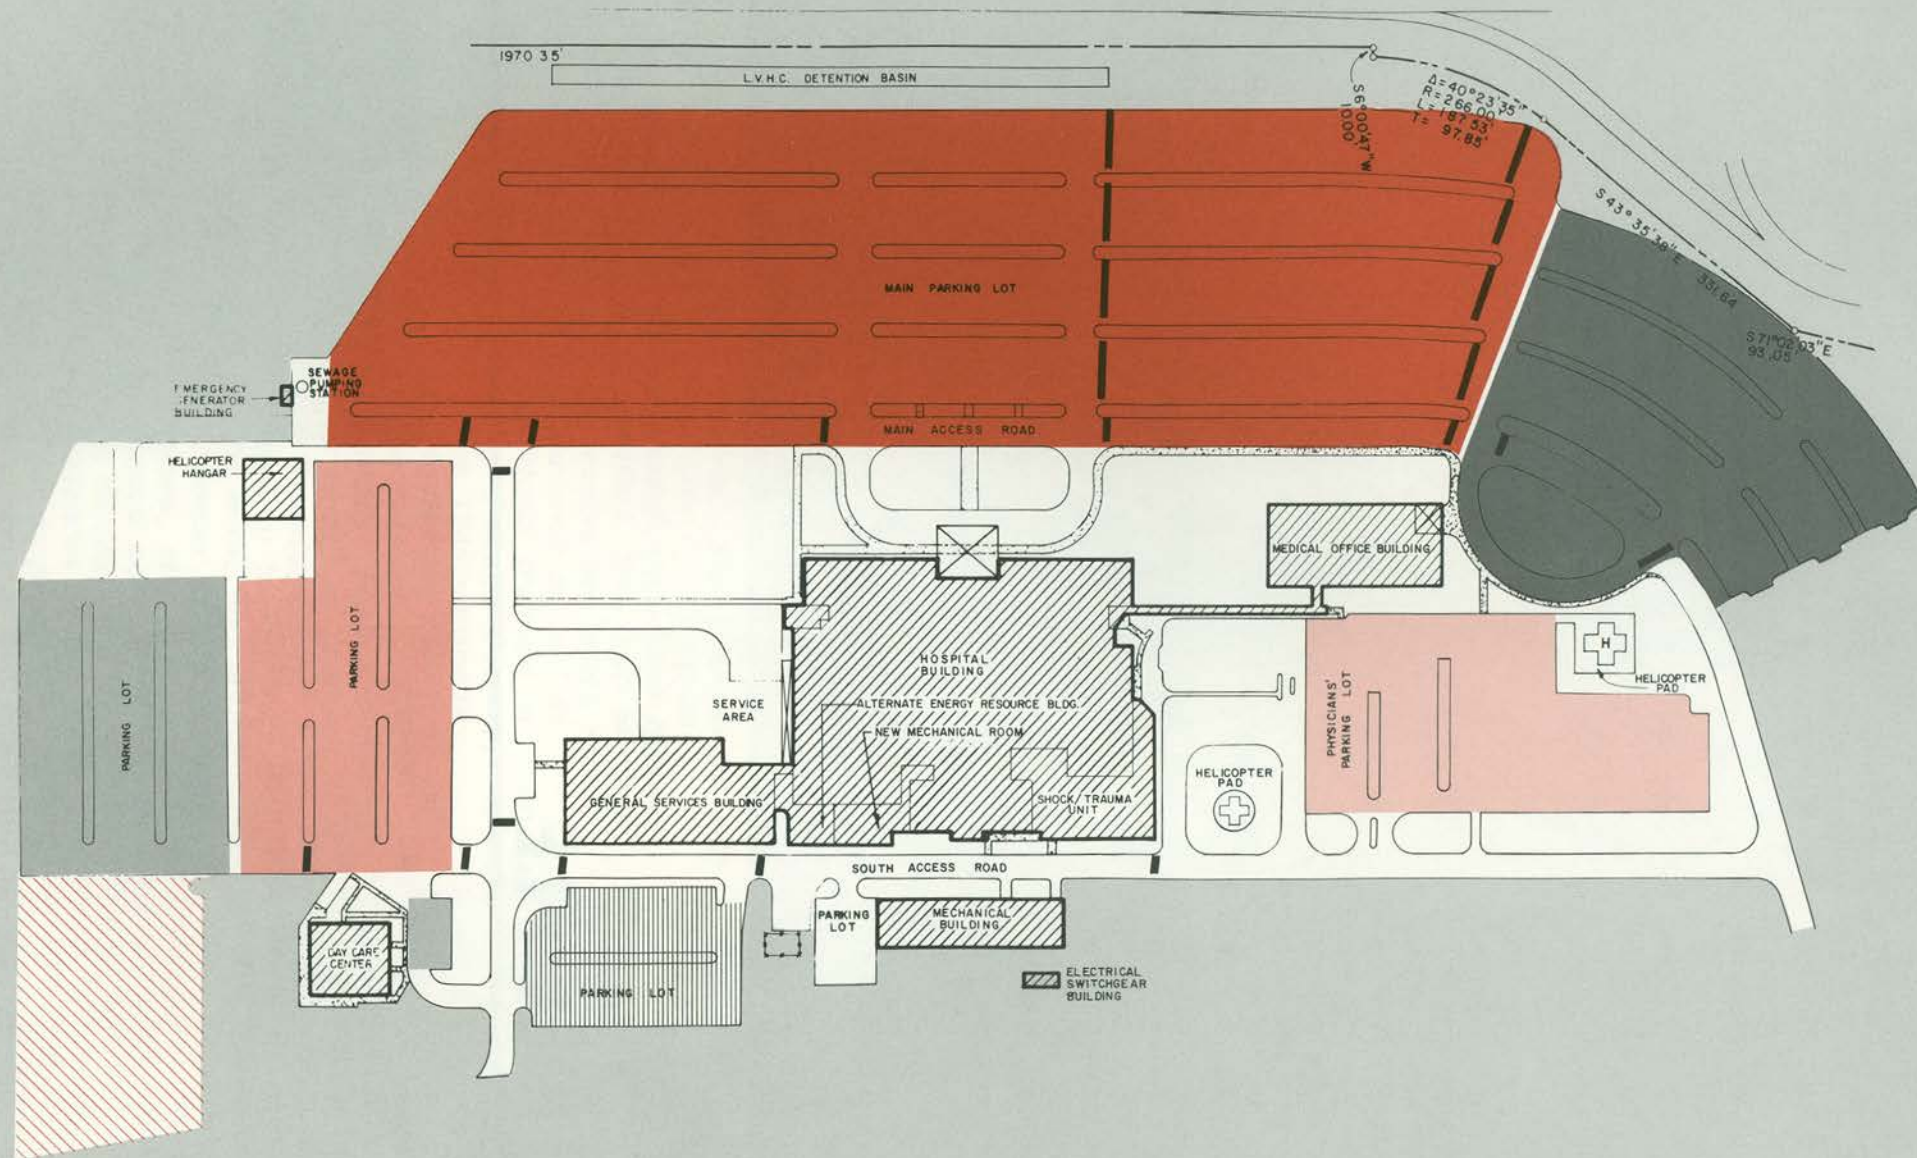 1970 35'
L.V.H.C. DETENTION BASIN
S6°00'47"W
10.00'
Δ=40°23'35"
R=266.00'
L=187.53'
T= 97.85'
S43°35'38"E
331.64
S71°02'03"E
93.05'
MAIN PARKING LOT
SEWAGE
PUMPING
STATION
EMERGENCY
GENERATOR
BUILDING
MAIN ACCESS ROAD
HELICOPTER
HANGAR
MEDICAL OFFICE BUILDING
PARKING LOT
PARKING LOT
HOSPITAL
BUILDING
H
HELICOPTER
PAD
PHYSICIANS'
PARKING LOT
SERVICE
AREA
ALTERNATE ENERGY RESOURCE BLDG.
NEW MECHANICAL ROOM
HELICOPTER
PAD
GENERAL SERVICES BUILDING
SHOCK/TRAUMA
UNIT
SOUTH ACCESS ROAD
PARKING
LOT
MECHANICAL
BUILDING
DAY CARE
CENTER
PARKING LOT
ELECTRICAL
SWITCHGEAR
BUILDING